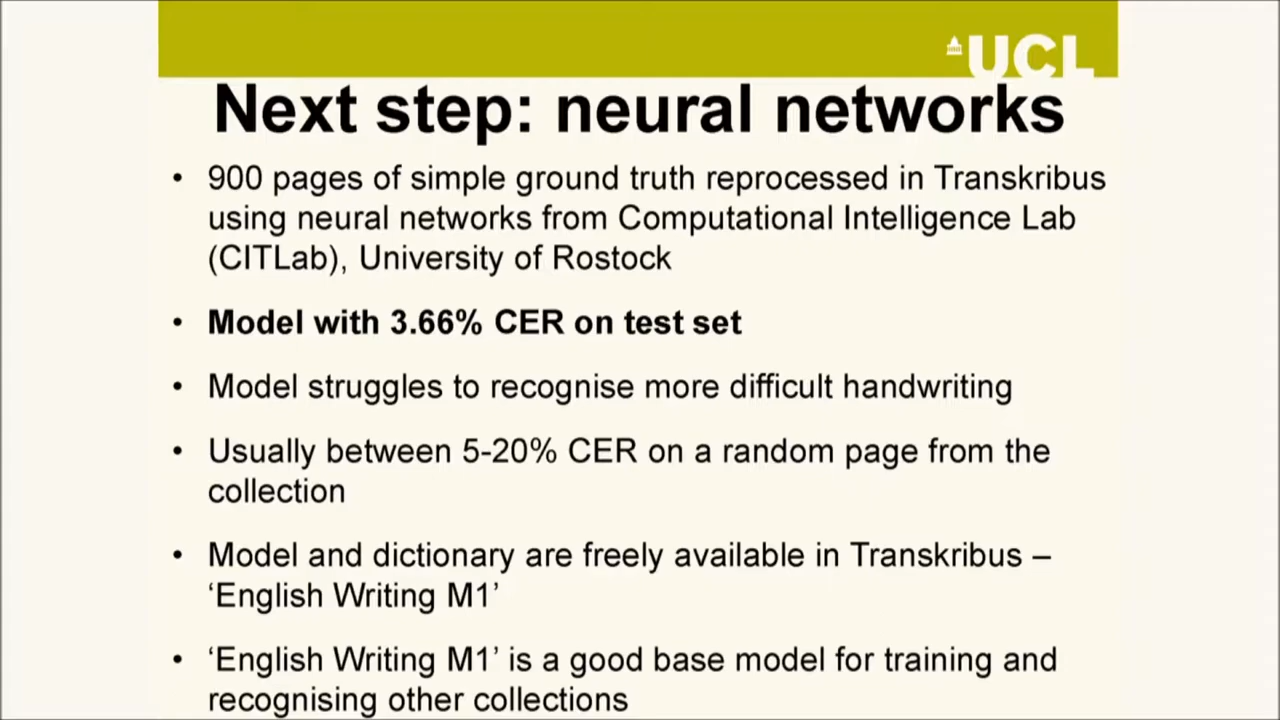 UCL
Next step: neural networks
• 900 pages of simple ground truth reprocessed in Transkribus
using neural networks from Computational Intelligence Lab
(CITLab), University of Rostock
• Model with 3.66% CER on test set
• Model struggles to recognise more difficult handwriting
• Usually between 5-20% CER on a random page from the
collection
• Model and dictionary are freely available in Transkribus –
‘English Writing M1’
• ‘English Writing M1’ is a good base model for training and
recognising other collections